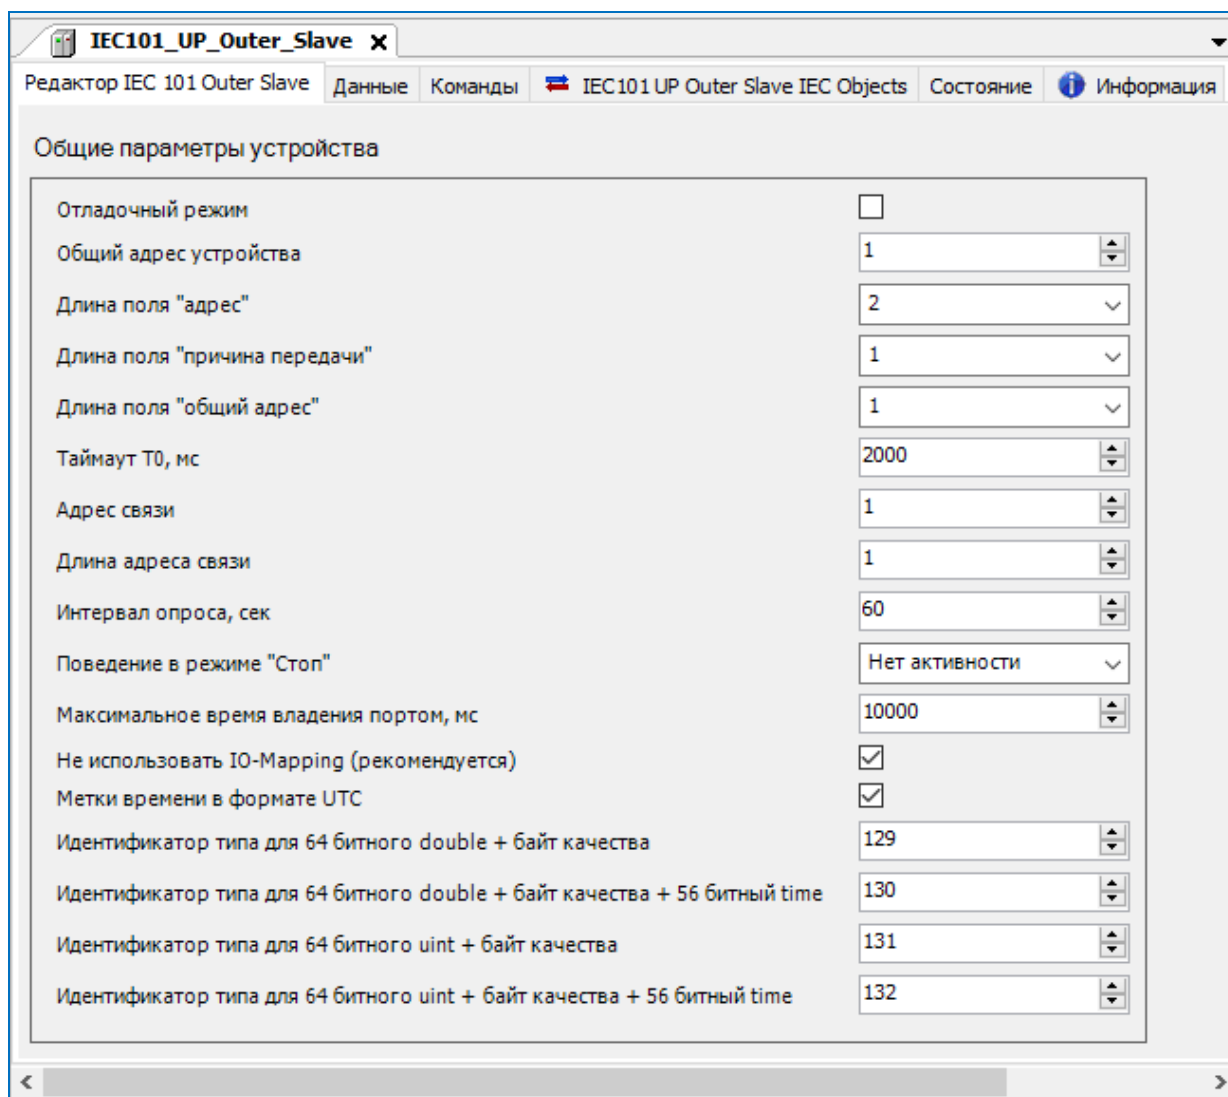 IEC101_UP_Outer_Slave
Редактор IEC 101 Outer Slave Данные Команды IEC101 UP Outer Slave IEC Objects Состояние Информация
Общие параметры устройства
Отладочный режим
Общий адрес устройства 1
Длина поля "адрес" 2
Длина поля "причина передачи" 1
Длина поля "общий адрес" 1
Таймаут T0, мс 2000
Адрес связи 1
Длина адреса связи 1
Интервал опроса, сек 60
Поведение в режиме "Стоп" Нет активности
Максимальное время владения портом, мс 10000
Не использовать IO-Mapping (рекомендуется)
Метки времени в формате UTC
Идентификатор типа для 64 битного double + байт качества 129
Идентификатор типа для 64 битного double + байт качества + 56 битный time 130
Идентификатор типа для 64 битного uint + байт качества 131
Идентификатор типа для 64 битного uint + байт качества + 56 битный time 132